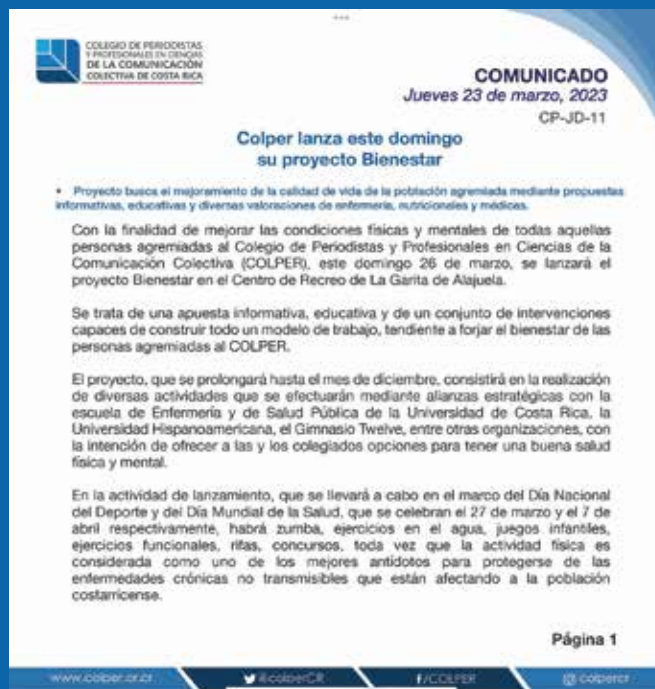 COLEGIO DE PERIODISTAS
Y PROFESIONALES EN CIENCIAS
DE LA COMUNICACIÓN
COLECTIVA DE COSTA RICA
COMUNICADO
Jueves 23 de marzo, 2023
CP-JD-11
Colper lanza este domingo
su proyecto Bienestar
• Proyecto busca el mejoramiento de la calidad de vida de la población agremiada mediante propuestas
informativas, educativas y diversas valoraciones de enfermería, nutricionales y médicas.
Con la finalidad de mejorar las condiciones físicas y mentales de todas aquellas
personas agremiadas al Colegio de Periodistas y Profesionales en Ciencias de la
Comunicación Colectiva (COLPER), este domingo 26 de marzo, se lanzará el
proyecto Bienestar en el Centro de Recreo de La Garita de Alajuela.
Se trata de una apuesta informativa, educativa y de un conjunto de intervenciones
capaces de construir todo un modelo de trabajo, tendiente a forjar el bienestar de las
personas agremiadas al COLPER.
El proyecto, que se prolongará hasta el mes de diciembre, consistirá en la realización
de diversas actividades que se efectuarán mediante alianzas estratégicas con la
escuela de Enfermería y de Salud Pública de la Universidad de Costa Rica, la
Universidad Hispanoamericana, el Gimnasio Twelve, entre otras organizaciones, con
la intención de ofrecer a las y los colegiados opciones para tener una buena salud
física y mental.
En la actividad de lanzamiento, que se llevará a cabo en el marco del Día Nacional
del Deporte y del Día Mundial de la Salud, que se celebran el 27 de marzo y el 7 de
abril respectivamente, habrá zumba, ejercicios en el agua, juegos infantiles,
ejercicios funcionales, rifas, concursos, toda vez que la actividad física es
considerada como uno de los mejores antídotos para protegerse de las
enfermedades crónicas no transmisibles que están afectando a la población
costarricense.
Página 1
www.colper.or.cr @colperCR f/COLPER @colpercr